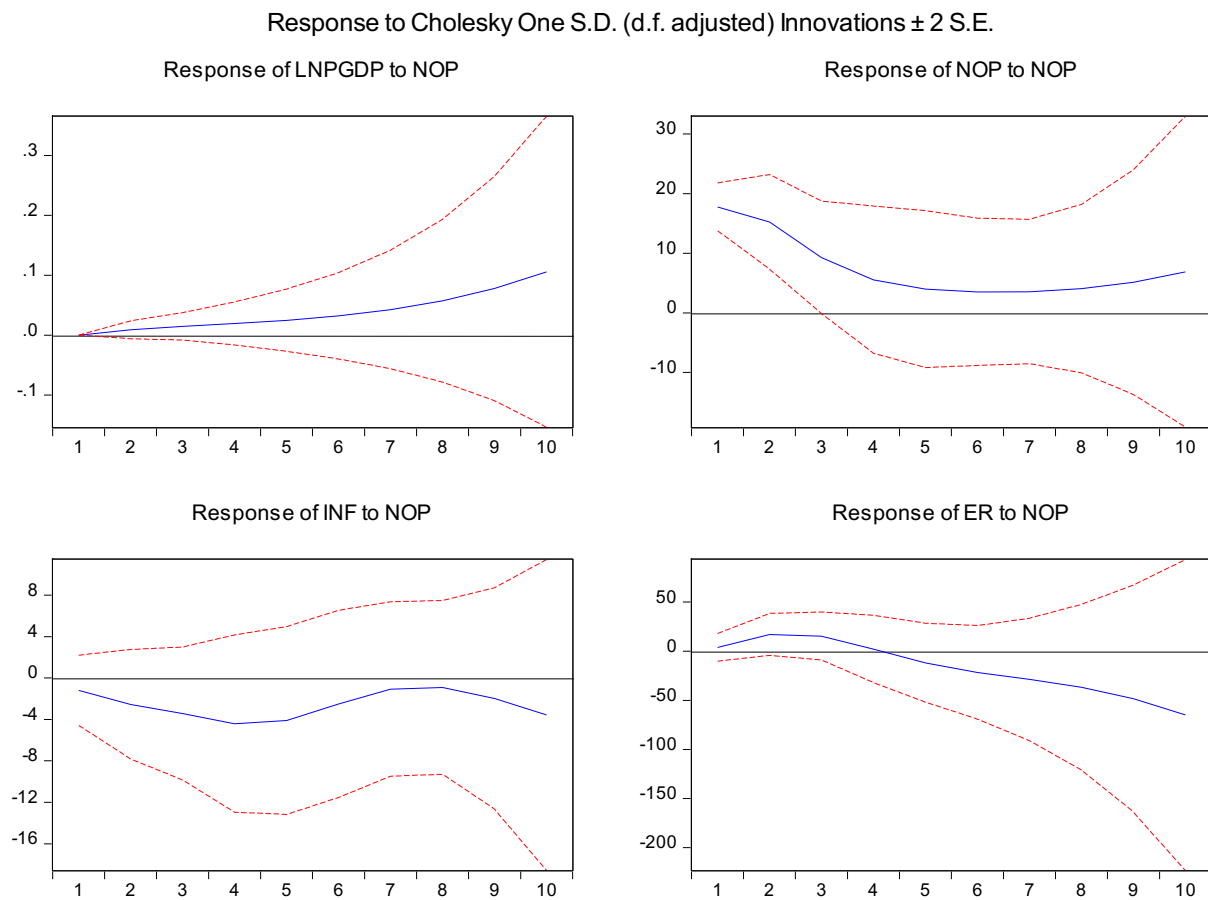 Response to Cholesky One S.D. (d.f. adjusted) Innovations ± 2 S.E.
Response of LNPGDP to NOP
.3
.2
.1
.0
-.1
1 2 3 4 5 6 7 8 9 10
Response of NOP to NOP
30
20
10
0
-10
1 2 3 4 5 6 7 8 9 10
Response of INF to NOP
8
4
0
-4
-8
-12
-16
1 2 3 4 5 6 7 8 9 10
Response of ER to NOP
50
0
-50
-100
-150
-200
1 2 3 4 5 6 7 8 9 10